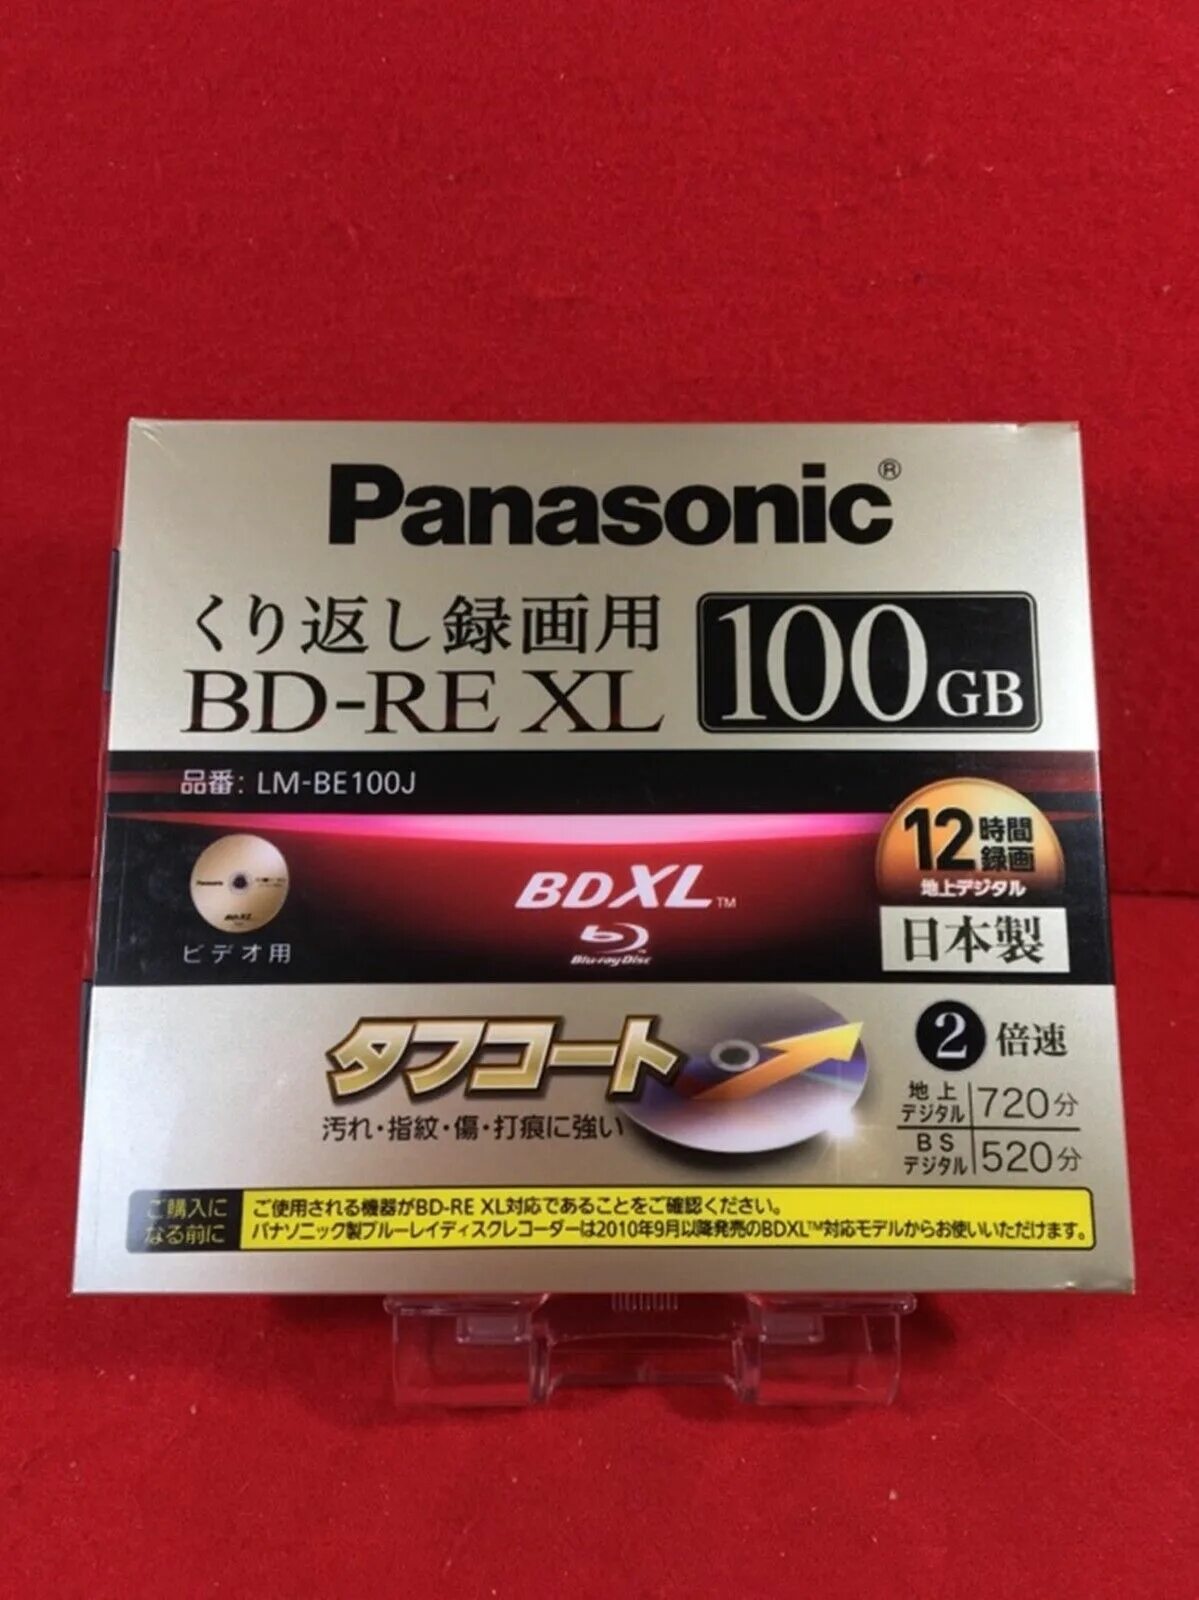 Panasonic®
くり返し録画用
BD-RE XL
100GB
品番: LM-BE100J
12時間
録画
地上デジタル
日本製
Panasonic
BDXL
ビデオ用
BDXL™
Blu-ray Disc
タフコート
汚れ・指紋・傷・打痕に強い
2倍速
地上デジタル 720分
BSデジタル 520分
ご購入に
なる前に
ご使用される機器がBD-RE XL対応であることをご確認ください。
パナソニック製ブルーレイディスクレコーダーは2010年9月以降発売のBDXL™対応モデルからお使いいただけます。